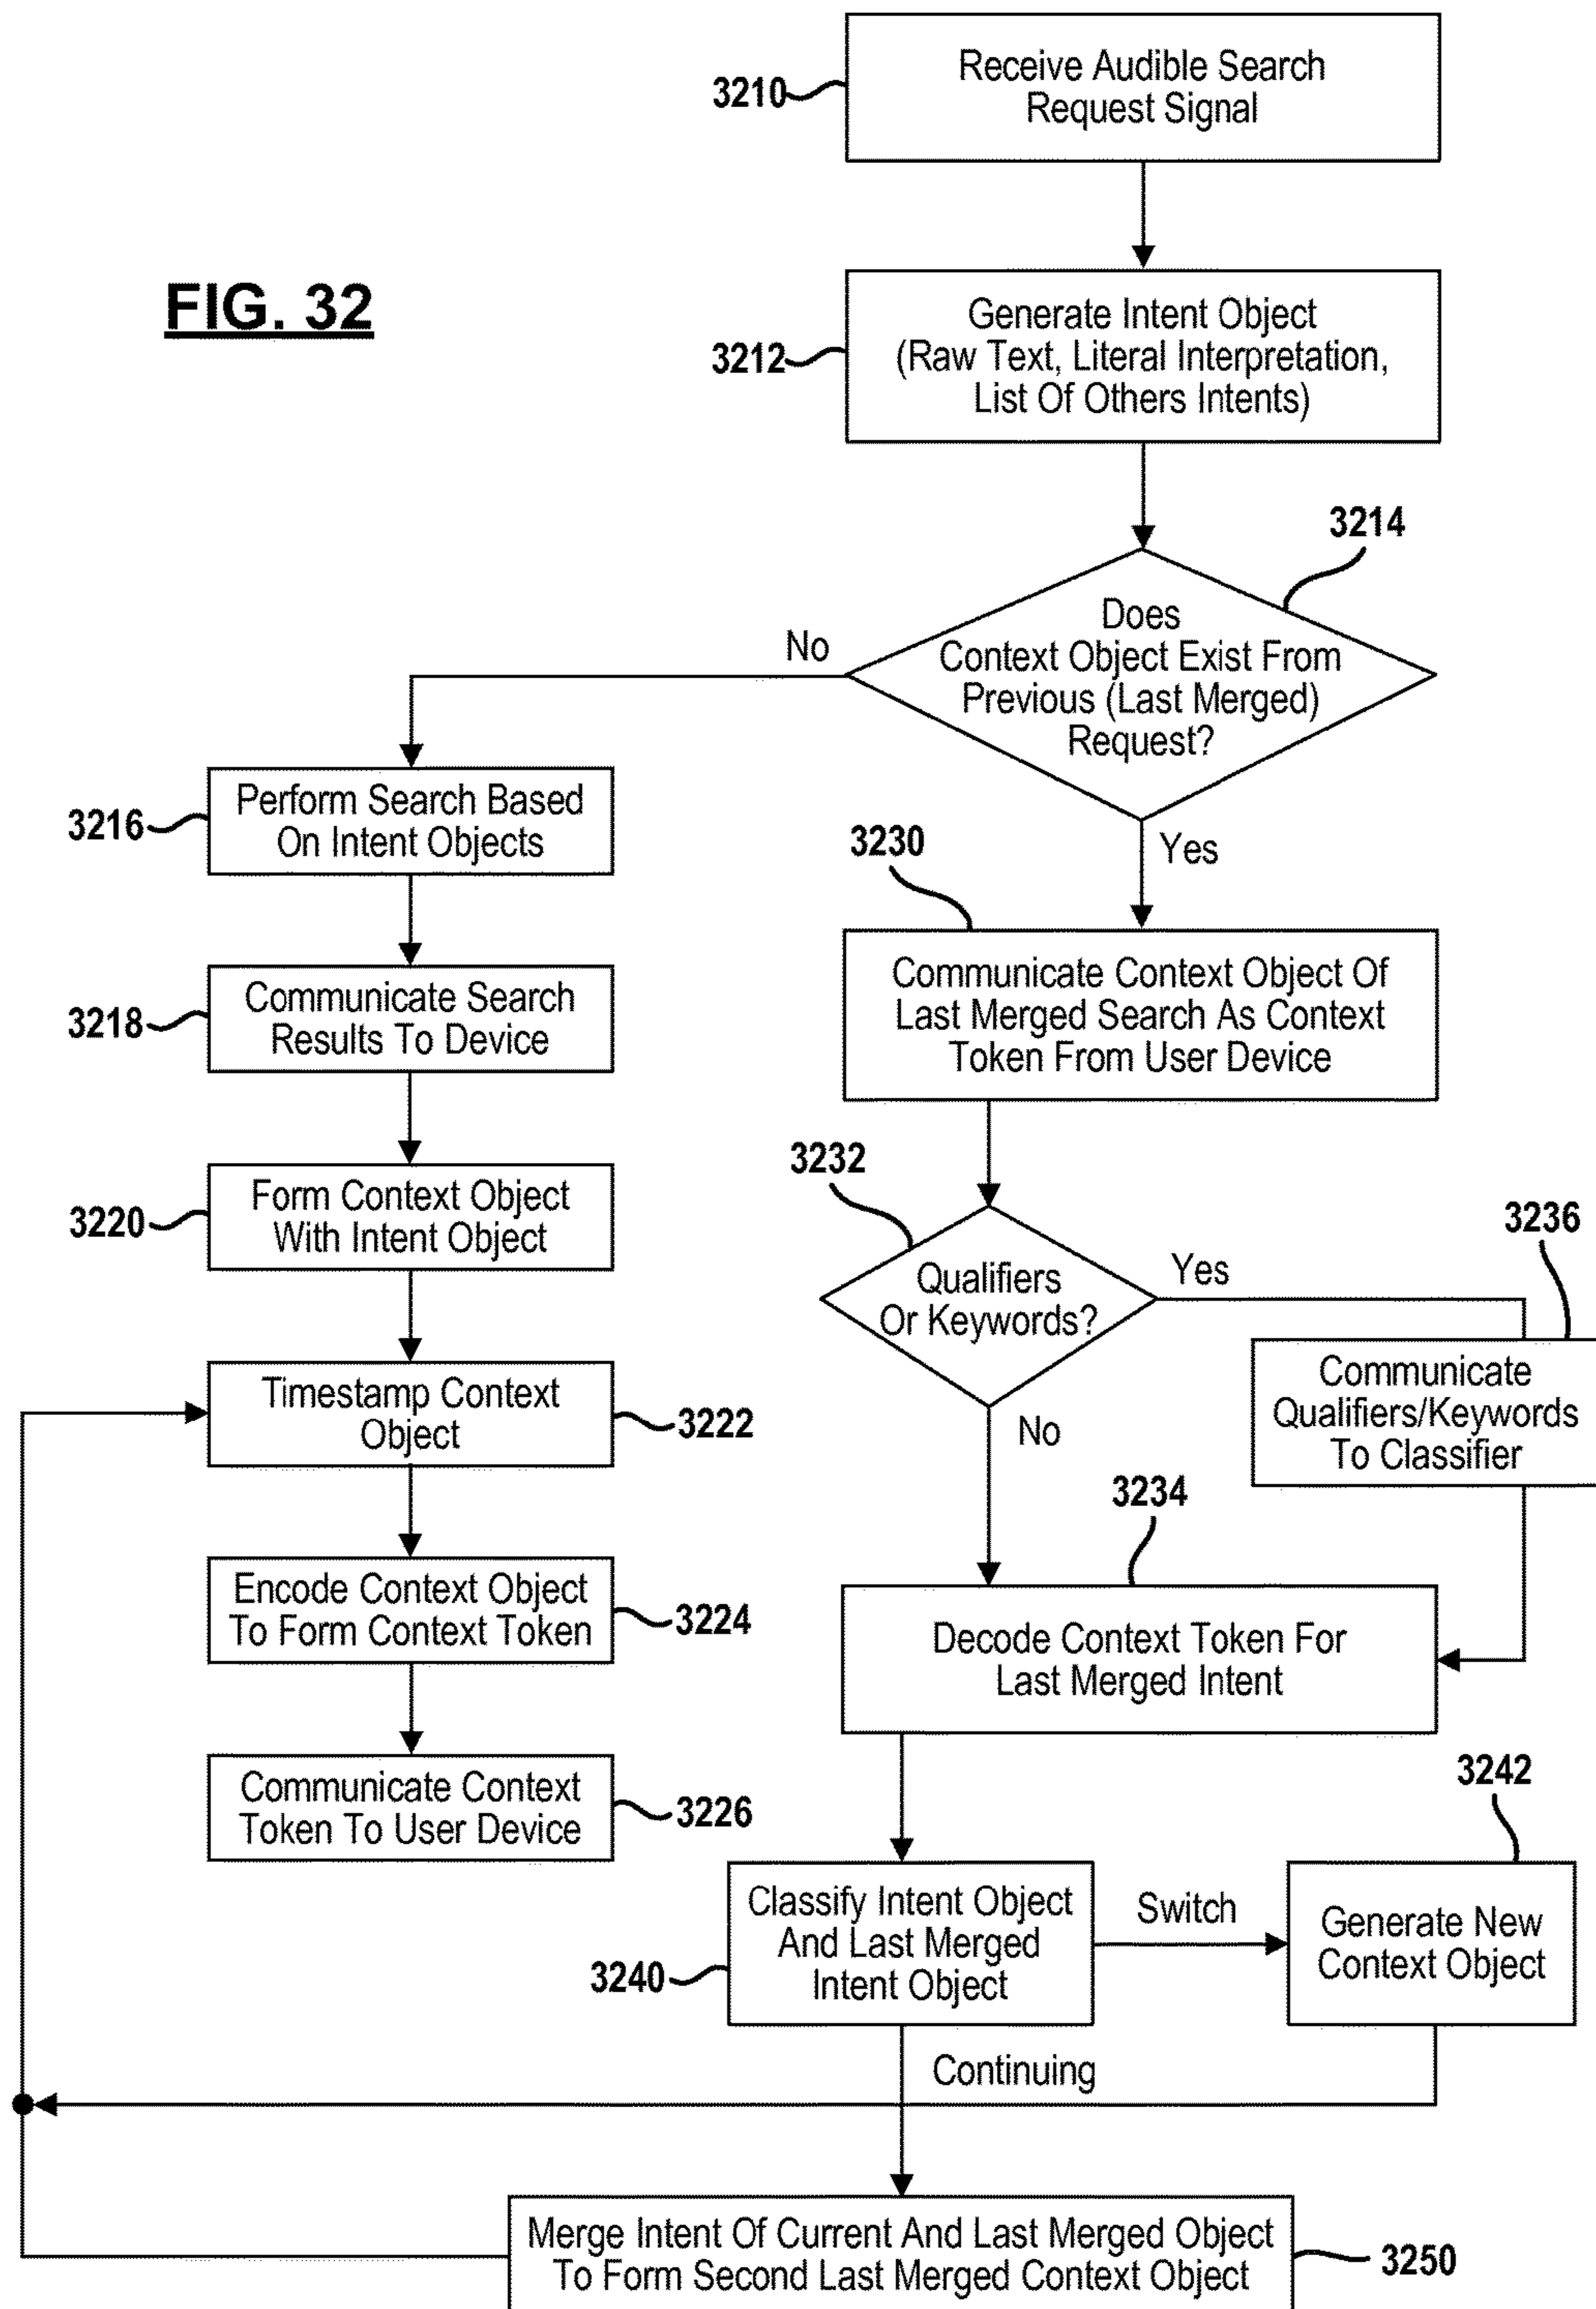 Receive Audible Search
Request Signal
3210
FIG. 32
Generate Intent Object
(Raw Text, Literal Interpretation,
List Of Others Intents)
3212
3214
Does
Context Object Exist From
Previous (Last Merged)
Request?
No
Yes
3216
Perform Search Based
On Intent Objects
3218
Communicate Search
Results To Device
3220
Form Context Object
With Intent Object
Timestamp Context
Object
3222
Encode Context Object
To Form Context Token
3224
Communicate Context
Token To User Device
3226
3230
Communicate Context Object Of
Last Merged Search As Context
Token From User Device
3232
Qualifiers
Or Keywords?
Yes
No
3236
Communicate
Qualifiers/Keywords
To Classifier
3234
Decode Context Token For
Last Merged Intent
3240
Classify Intent Object
And Last Merged
Intent Object
Switch
3242
Generate New
Context Object
Continuing
Merge Intent Of Current And Last Merged Object
To Form Second Last Merged Context Object
3250